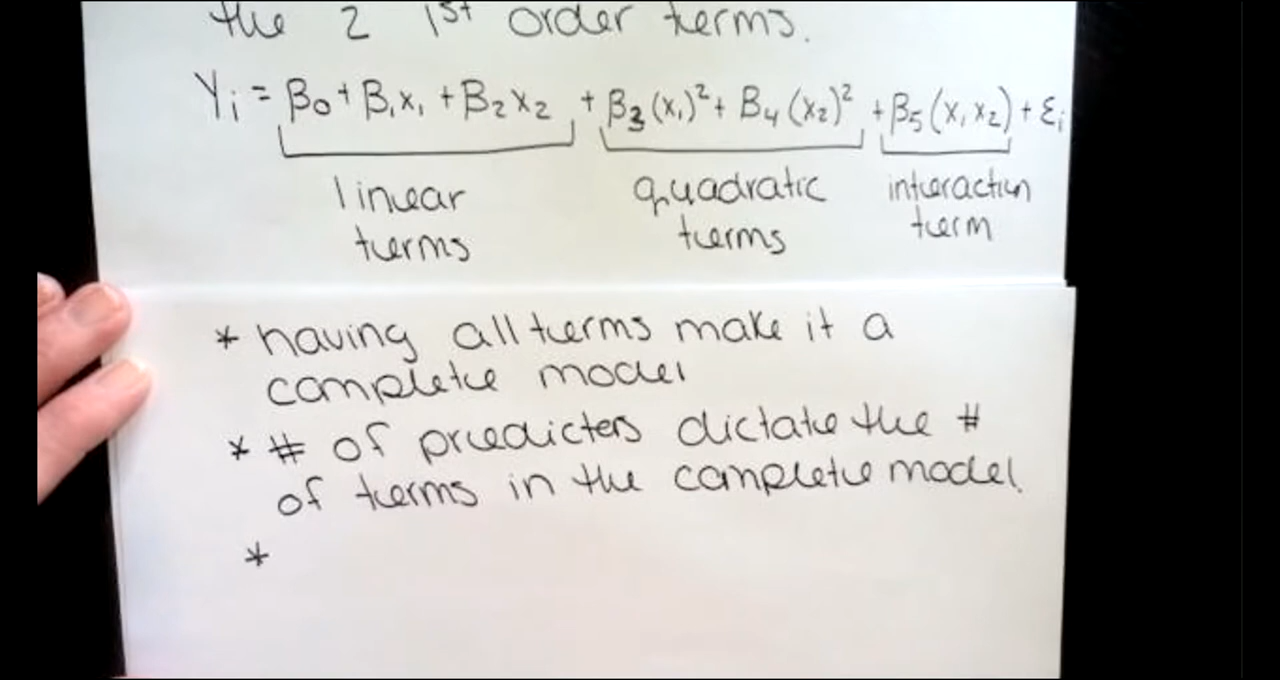 the 2 1st order terms.
Yi = β0 + β1x1 + β2x2 + β3(x1)² + β4(x2)² + β5(x1x2) + εi
linear terms
quadratic terms
interaction term
* having all terms make it a
complete model
* # of predicters dictate the #
of terms in the complete model.
*